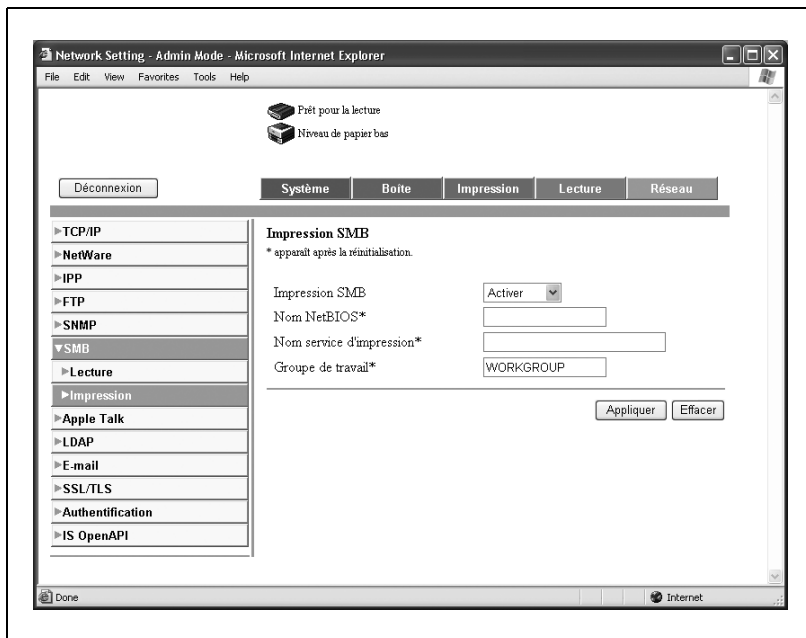 Network Setting - Admin Mode - Microsoft Internet Explorer
File Edit View Favorites Tools Help
Prêt pour la lecture
Niveau de papier bas
Déconnexion
Système Boîte Impression Lecture Réseau
TCP/IP
NetWare
IPP
FTP
SNMP
SMB
Lecture
Impression
Apple Talk
LDAP
E-mail
SSL/TLS
Authentification
IS OpenAPI
Impression SMB
* apparaît après la réinitialisation.
Impression SMB Activer
Nom NetBIOS*
Nom service d'impression*
Groupe de travail* WORKGROUP
Appliquer Effacer
Done Internet